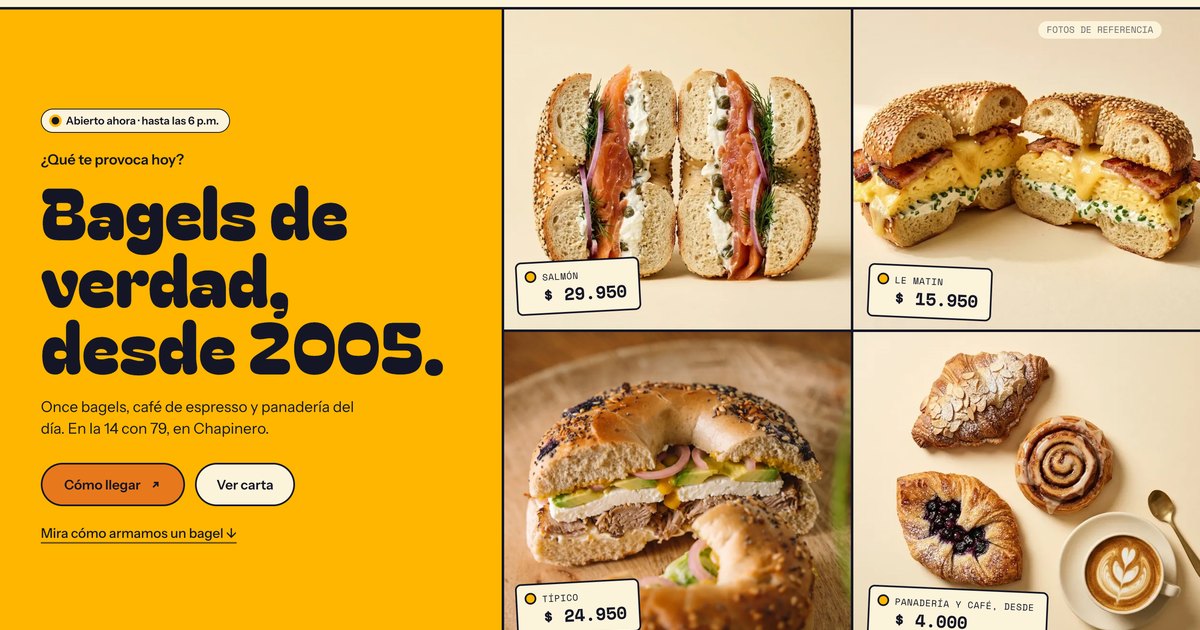 Abierto ahora · hasta las 6 p.m.
¿Qué te provoca hoy?
Bagels de
verdad,
desde 2005.
Once bagels, café de espresso y panadería del
día. En la 14 con 79, en Chapinero.
Cómo llegar ↗
Ver carta
Mira cómo armamos un bagel ↓
FOTOS DE REFERENCIA
SALMÓN
$ 29.950
LE MATIN
$ 15.950
TÍPICO
$ 24.950
PANADERÍA Y CAFÉ, DESDE
$ 4.000